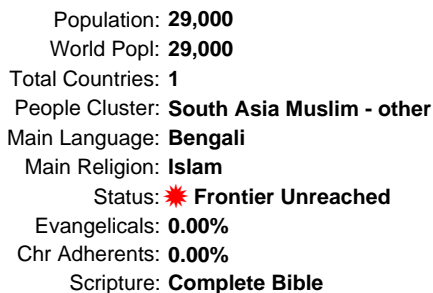 Population: 29,000
World Popl: 29,000
Total Countries: 1
People Cluster: South Asia Muslim - other
Main Language: Bengali
Main Religion: Islam
Status: Frontier Unreached
Evangelicals: 0.00%
Chr Adherents: 0.00%
Scripture: Complete Bible